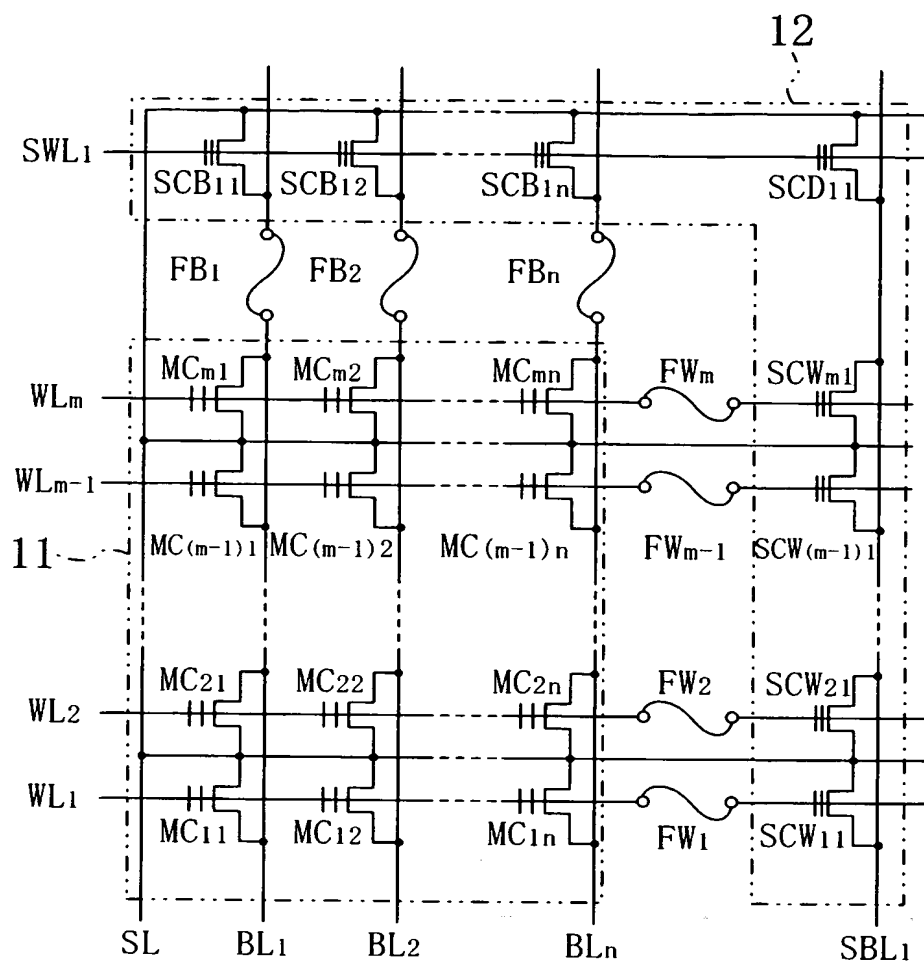 12
SWL1
SCB11 SCB12 SCB1n SCD11
FB1 FB2 FBn
MCm1 MCm2 MCmn FWm SCWm1
WLm
WLm-1
11 MC(m-1)1 MC(m-1)2 MC(m-1)n FWm-1 SCW(m-1)1
MC21 MC22 MC2n FW2 SCW21
WL2
WL1
MC11 MC12 MC1n FW1 SCW11
SL BL1 BL2 BLn SBL1